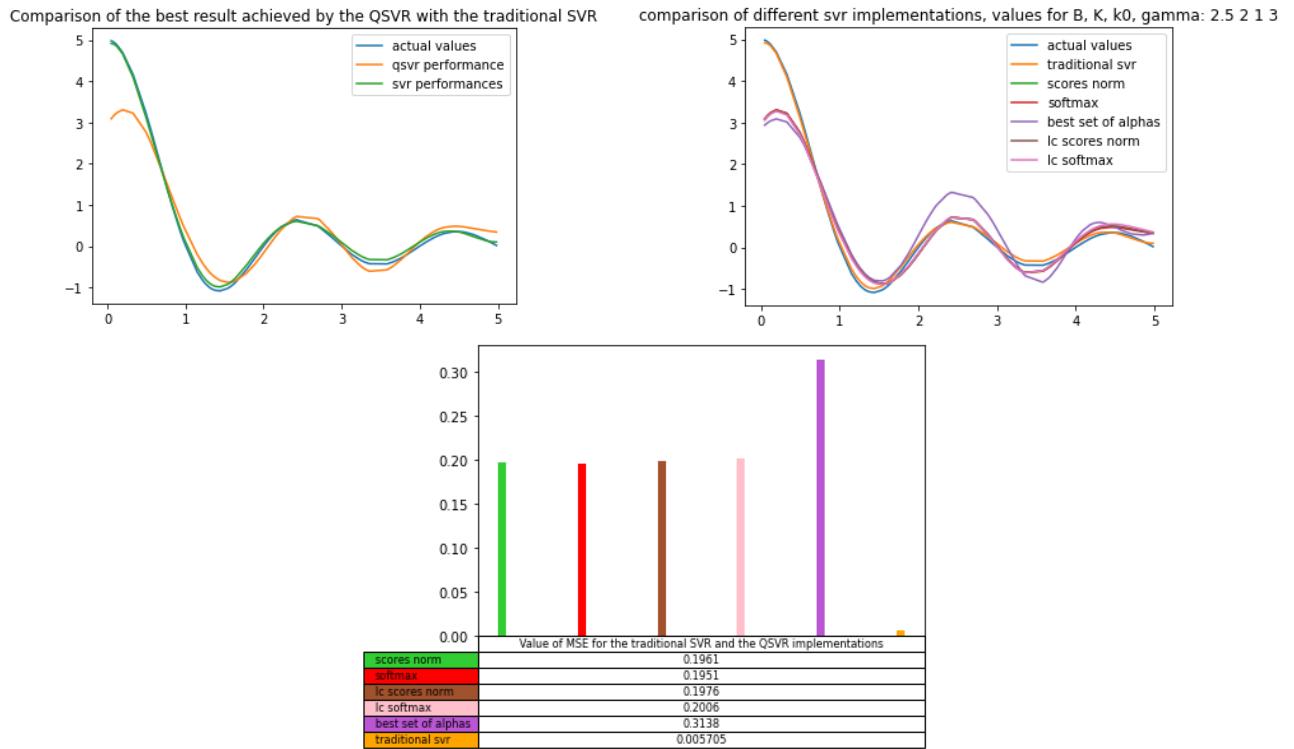 Comparison of the best result achieved by the QSVR with the traditional SVR
5
4
3
2
1
0
−1
0 1 2 3 4 5
actual values
qsvr performance
svr performances
comparison of different svr implementations, values for B, K, k0, gamma: 2.5 2 1 3
5
4
3
2
1
0
−1
0 1 2 3 4 5
actual values
traditional svr
scores norm
softmax
best set of alphas
lc scores norm
lc softmax
0.30
0.25
0.20
0.15
0.10
0.05
0.00
Value of MSE for the traditional SVR and the QSVR implementations
scores norm 0.1961
softmax 0.1951
lc scores norm 0.1976
lc softmax 0.2006
best set of alphas 0.3138
traditional svr 0.005705